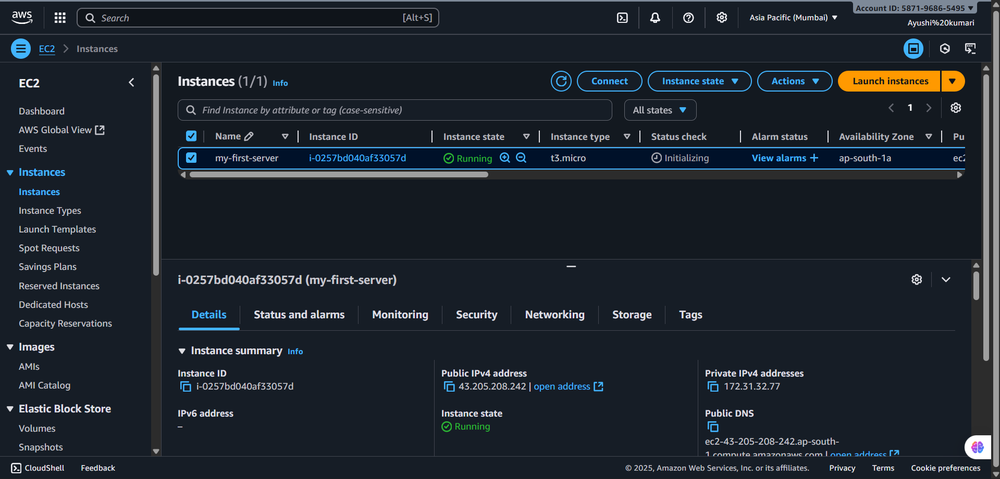 aws
Search [Alt+S]
Asia Pacific (Mumbai)
Account ID: 5871-9686-5495
Ayushi%20kumari
EC2 Instances
EC2
Dashboard
AWS Global View
Events
Instances
Instances
Instance Types
Launch Templates
Spot Requests
Savings Plans
Reserved Instances
Dedicated Hosts
Capacity Reservations
Images
AMIs
AMI Catalog
Elastic Block Store
Volumes
Snapshots
Instances (1/1) Info
Connect
Instance state
Actions
Launch instances
Find Instance by attribute or tag (case-sensitive)
All states
1
Name Instance ID Instance state Instance type Status check Alarm status Availability Zone Pu
my-first-server i-0257bd040af33057d Running t3.micro Initializing View alarms + ap-south-1a ec2
i-0257bd040af33057d (my-first-server)
Details Status and alarms Monitoring Security Networking Storage Tags
Instance summary Info
Instance ID
i-0257bd040af33057d
IPv6 address
–
Public IPv4 address
43.205.208.242 | open address
Instance state
Running
Private IPv4 addresses
172.31.32.77
Public DNS
ec2-43-205-208-242.ap-south-
1.compute.amazonaws.com | open address
CloudShell Feedback
© 2025, Amazon Web Services, Inc. or its affiliates. Privacy Terms Cookie preferences